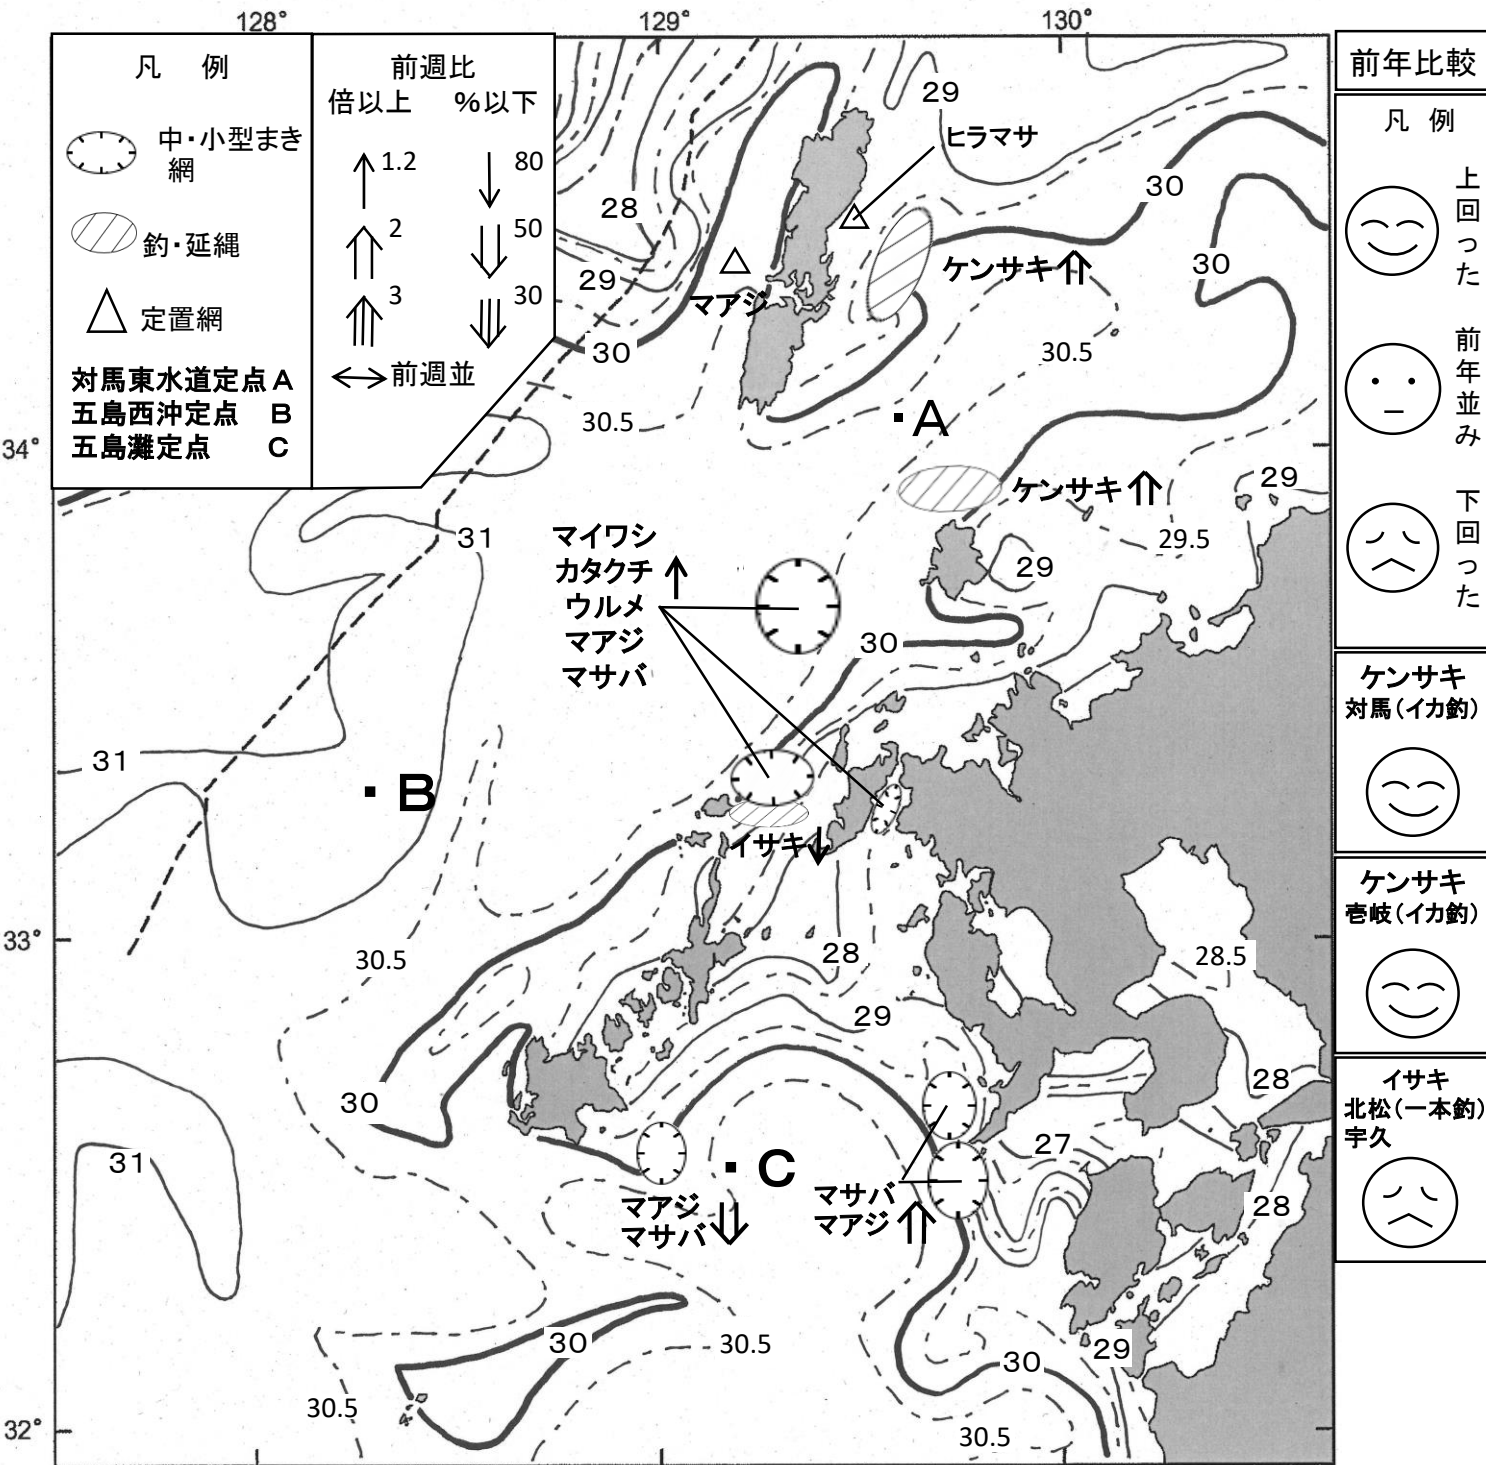 128°
129°
130°
凡 例
中・小型まき
網
釣・延縄
定置網
対馬東水道定点 A
五島西沖定点 B
五島灘定点 C
前週比
倍以上 %以下
1.2
80
2
50
3
30
前週並
前年比較
凡 例
上回った
前年並み
下回った
ケンサキ
対馬(イカ釣)
ケンサキ
壱岐(イカ釣)
イサキ
北松(一本釣)
宇久
29
ヒラマサ
30
28
30
ケンサキ
29
マアジ
30
30.5
30.5
A
34°
ケンサキ
29
31
マイワシ
カタクチ
ウルメ
マアジ
マサバ
29.5
29
30
31
B
イサキ
33°
30.5
28
28.5
29
30
28
27
31
C
マアジ
マサバ
マサバ
マアジ
28
30
30.5
30
29
30.5
32°
30.5